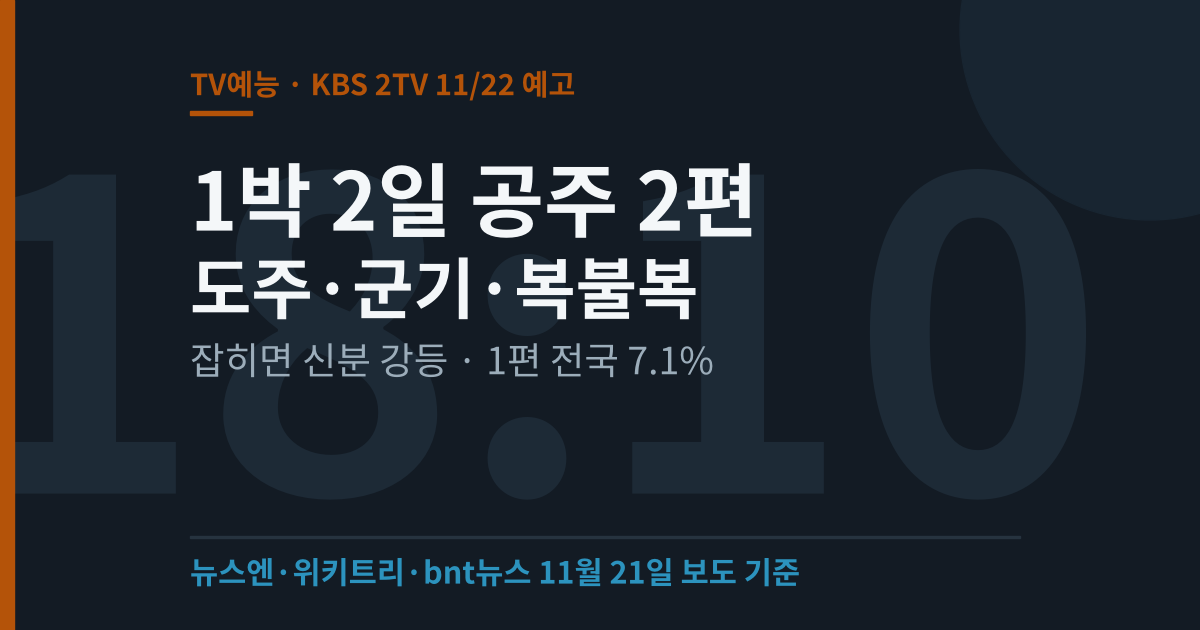 TV예능 · KBS 2TV 11/22 예고
18:10
1박 2일 공주 2편
도주·군기·복불복
잡히면 신분 강등 · 1편 전국 7.1%
뉴스엔·위키트리·bnt뉴스 11월 21일 보도 기준